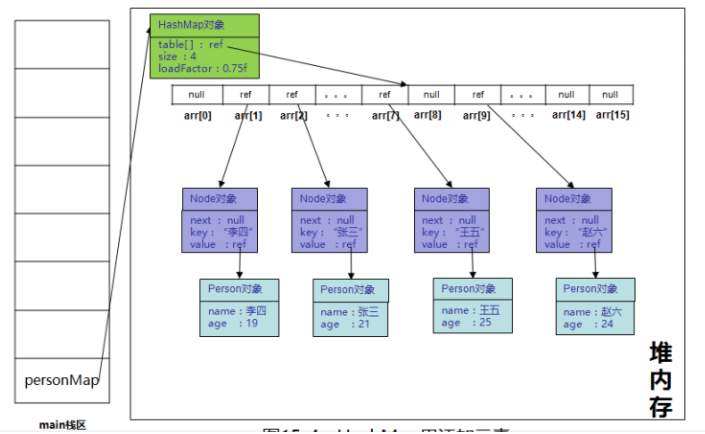 HashMap对象
table[] : ref
size : 4
loadFactor : 0.75f
null ref ref 。。。 ref null ref 。。。 null null
arr[0] arr[1] arr[2] 。。。 arr[7] arr[8] arr[9] 。。。 arr[14] arr[15]
Node对象
next : null
key : “李四”
value : ref
Node对象
next : null
key : “张三”
value : ref
Node对象
next : null
key : “王五”
value : ref
Node对象
next : null
key : “赵六”
value : ref
Person对象
name : 李四
age : 19
Person对象
name : 张三
age : 21
Person对象
name : 王五
age : 25
Person对象
name : 赵六
age : 24
堆
内
存
personMap
main栈区